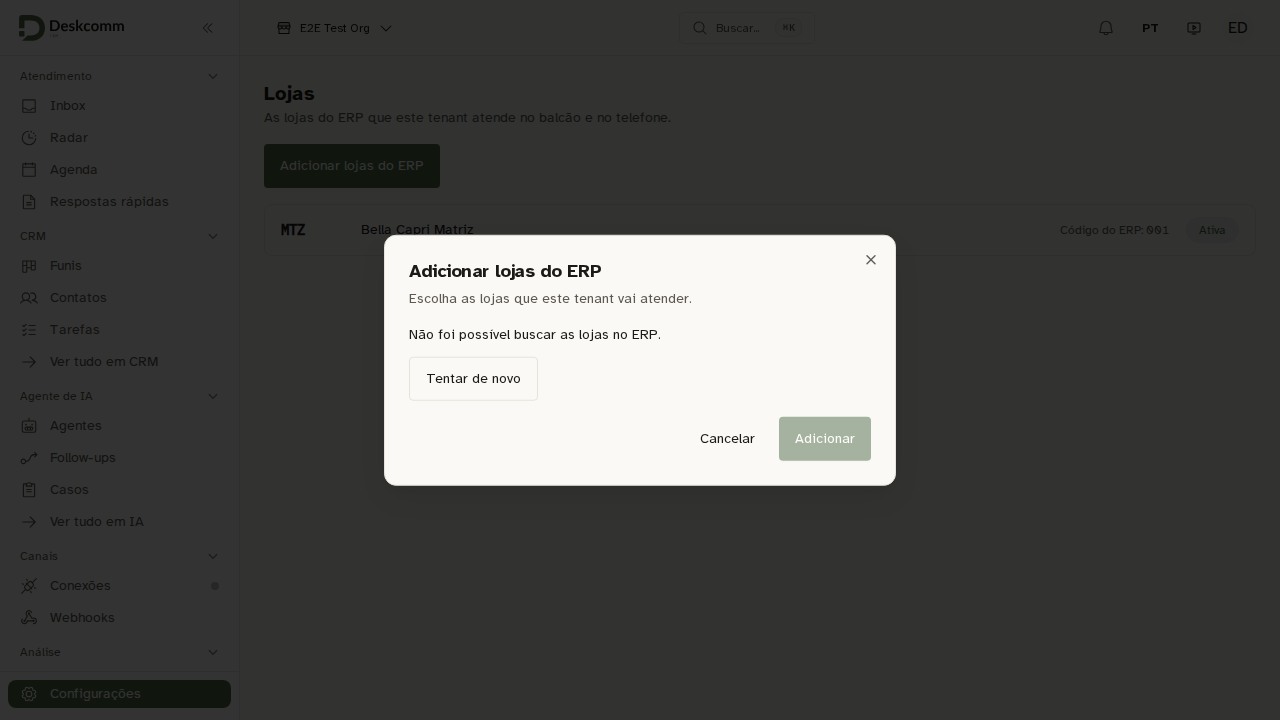 Deskcomm
E2E Test Org
Buscar...
⌘K
PT
ED
Atendimento
Inbox
Radar
Agenda
Respostas rápidas
CRM
Funis
Contatos
Tarefas
Ver tudo em CRM
Agente de IA
Agentes
Follow-ups
Casos
Ver tudo em IA
Canais
Conexões
Webhooks
Análise
Configurações
Lojas
As lojas do ERP que este tenant atende no balcão e no telefone.
Adicionar lojas do ERP
MTZ
Bella Capri Matriz
Código do ERP: 001
Ativa
Adicionar lojas do ERP
Escolha as lojas que este tenant vai atender.
Não foi possível buscar as lojas no ERP.
Tentar de novo
Cancelar
Adicionar